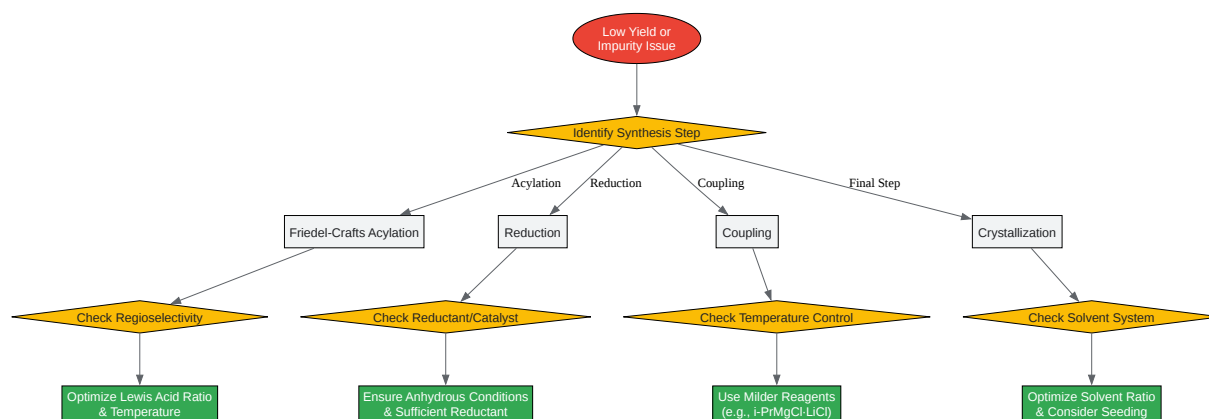 Low Yield or
Impurity Issue
Identify Synthesis Step
Acylation
Reduction
Coupling
Final Step
Friedel-Crafts Acylation
Reduction
Coupling
Crystallization
Check Regioselectivity
Check Reductant/Catalyst
Check Temperature Control
Check Solvent System
Optimize Lewis Acid Ratio
& Temperature
Ensure Anhydrous Conditions
& Sufficient Reductant
Use Milder Reagents
(e.g., i-PrMgCl·LiCl)
Optimize Solvent Ratio
& Consider Seeding